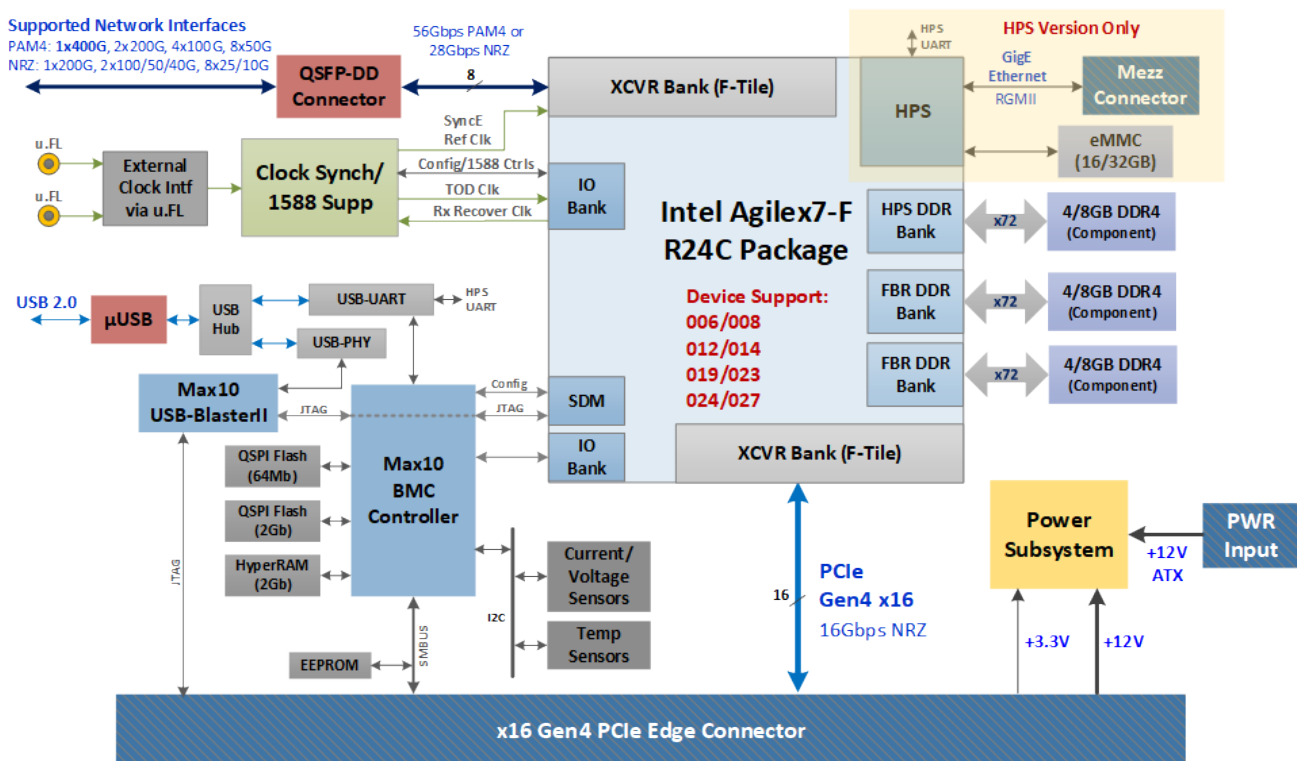 Supported Network Interfaces
PAM4: 1x400G, 2x200G, 4x100G, 8x50G
NRZ: 1x200G, 2x100/50/40G, 8x25/10G
QSFP-DD
Connector
56Gbps PAM4 or
28Gbps NRZ
8
XCVR Bank (F-Tile)
HPS
UART
HPS Version Only
HPS
GigE
Ethernet
RGMII
Mezz
Connector
eMMC
(16/32GB)
u.FL
u.FL
External
Clock Intf
via u.FL
Clock Synch/
1588 Supp
SyncE
Ref Clk
Config/1588 Ctrls
TOD Clk
Rx Recover Clk
IO
Bank
Intel Agilex7-F
R24C Package
Device Support:
006/008
012/014
019/023
024/027
HPS DDR
Bank
x72
4/8GB DDR4
(Component)
FBR DDR
Bank
x72
4/8GB DDR4
(Component)
FBR DDR
Bank
x72
4/8GB DDR4
(Component)
USB 2.0
µUSB
USB
Hub
USB-UART
HPS
UART
USB-PHY
Max10
USB-BlasterII
JTAG
Config
JTAG
SDM
IO
Bank
XCVR Bank (F-Tile)
QSPI Flash
(64Mb)
QSPI Flash
(2Gb)
HyperRAM
(2Gb)
Max10
BMC
Controller
JTAG
I2C
Current/
Voltage
Sensors
Temp
Sensors
EEPROM
SMBUS
16
PCIe
Gen4 x16
16Gbps NRZ
Power
Subsystem
PWR
Input
+12V
ATX
+3.3V
+12V
x16 Gen4 PCIe Edge Connector